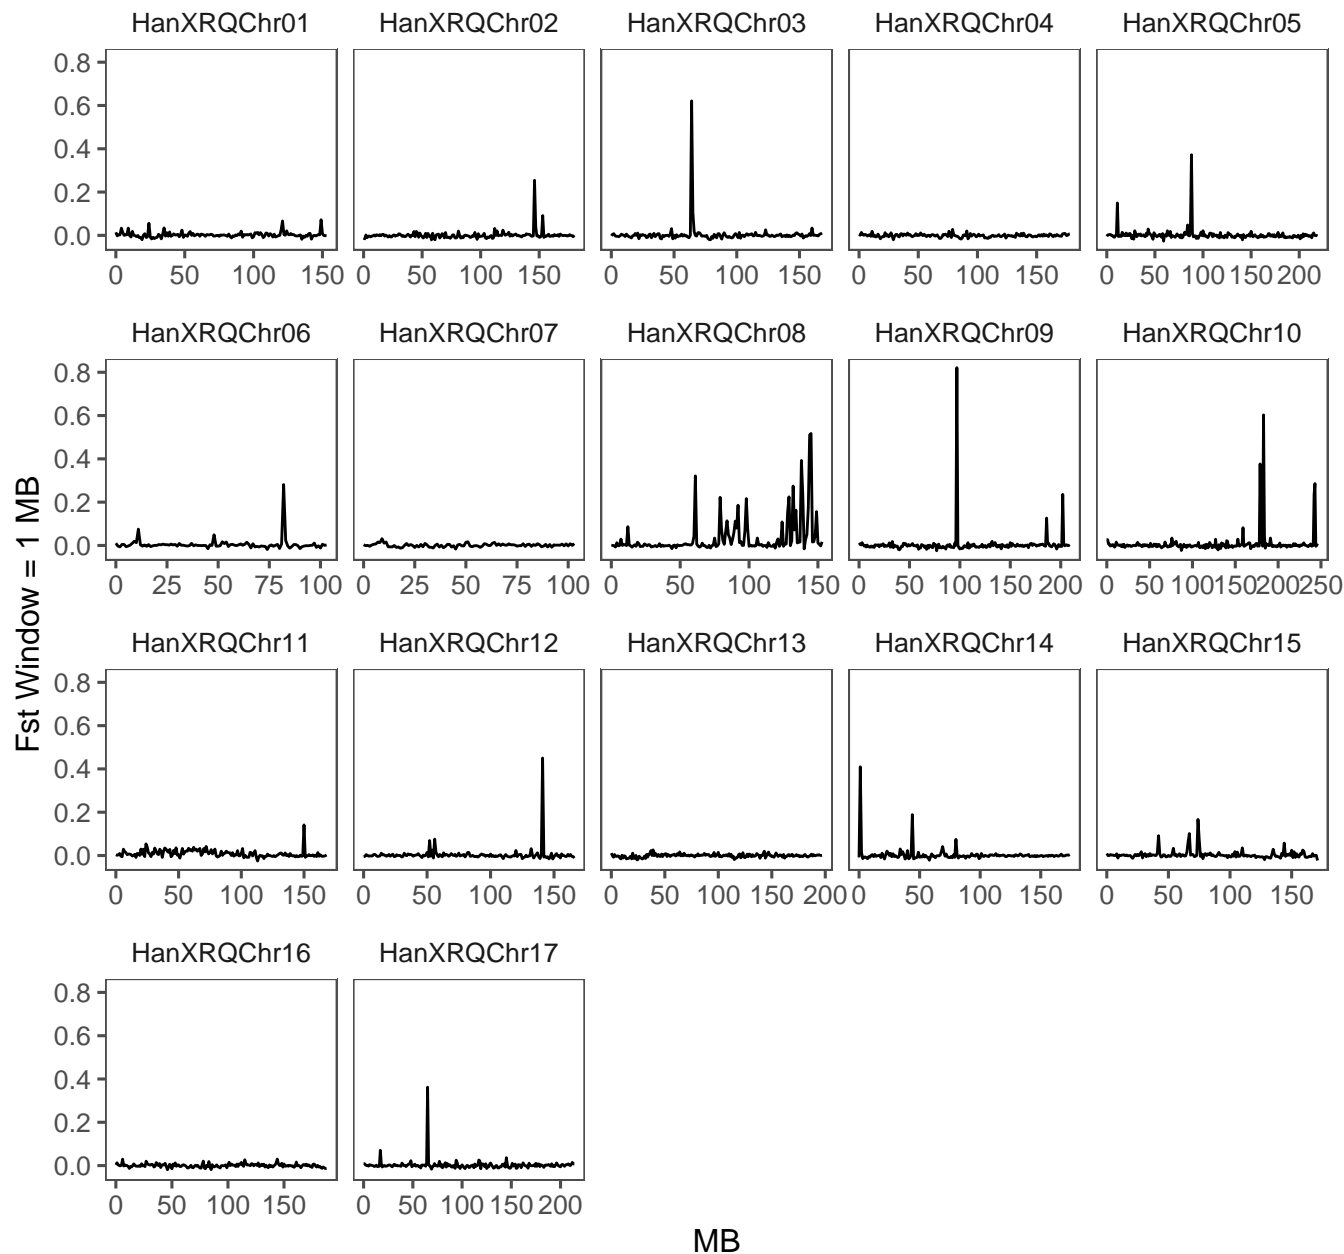 HanXRQChr01 HanXRQChr02 HanXRQChr03 HanXRQChr04 HanXRQChr05
0.8
0.6
0.4
0.2
0.0
0 50 100 150 0 50 100 150 0 50 100 150 0 50 100 150 0 50 100 150 200
HanXRQChr06 HanXRQChr07 HanXRQChr08 HanXRQChr09 HanXRQChr10
0.8
0.6
0.4
0.2
0.0
0 25 50 75 100 0 25 50 75 100 0 50 100 150 0 50 100 150 200 0 50 100 150 200 250
Fst Window = 1 MB
HanXRQChr11 HanXRQChr12 HanXRQChr13 HanXRQChr14 HanXRQChr15
0.8
0.6
0.4
0.2
0.0
0 50 100 150 0 50 100 150 0 50 100 150 200 0 50 100 150 0 50 100 150
HanXRQChr16 HanXRQChr17
0.8
0.6
0.4
0.2
0.0
0 50 100 150 0 50 100 150 200
MB